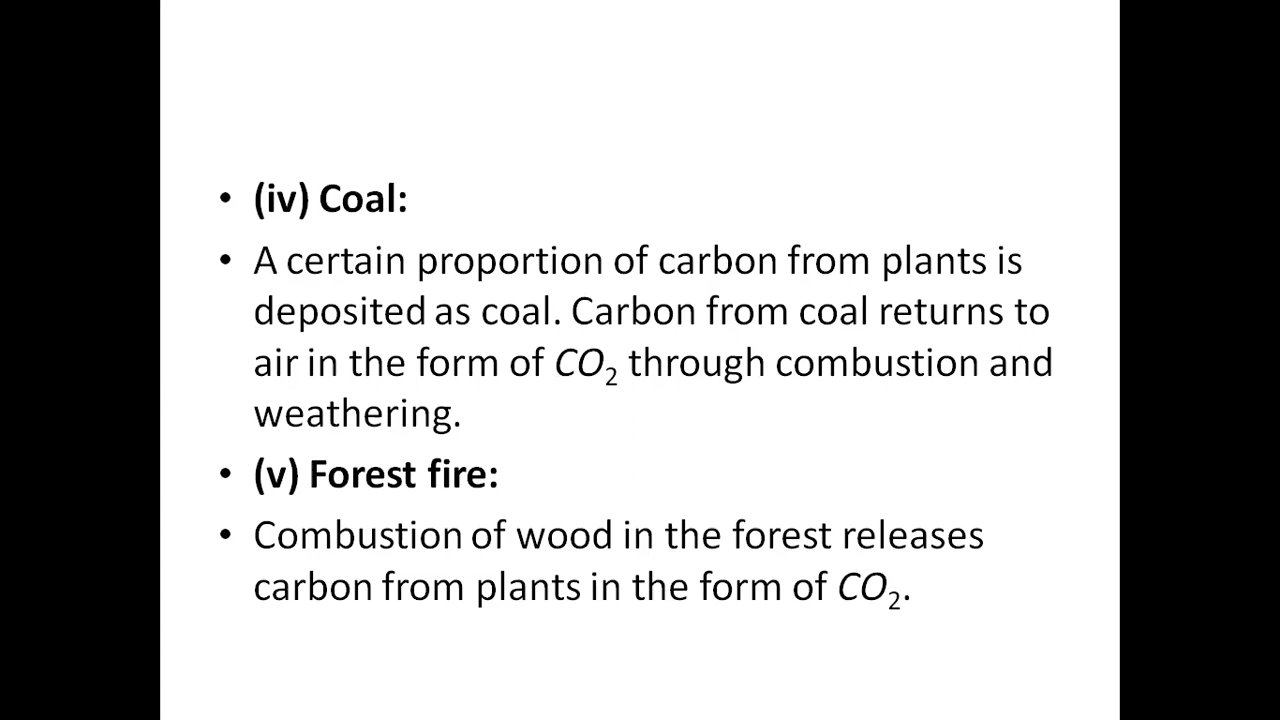 • (iv) Coal:
• A certain proportion of carbon from plants is
deposited as coal. Carbon from coal returns to
air in the form of CO₂ through combustion and
weathering.
• (v) Forest fire:
• Combustion of wood in the forest releases
carbon from plants in the form of CO₂.